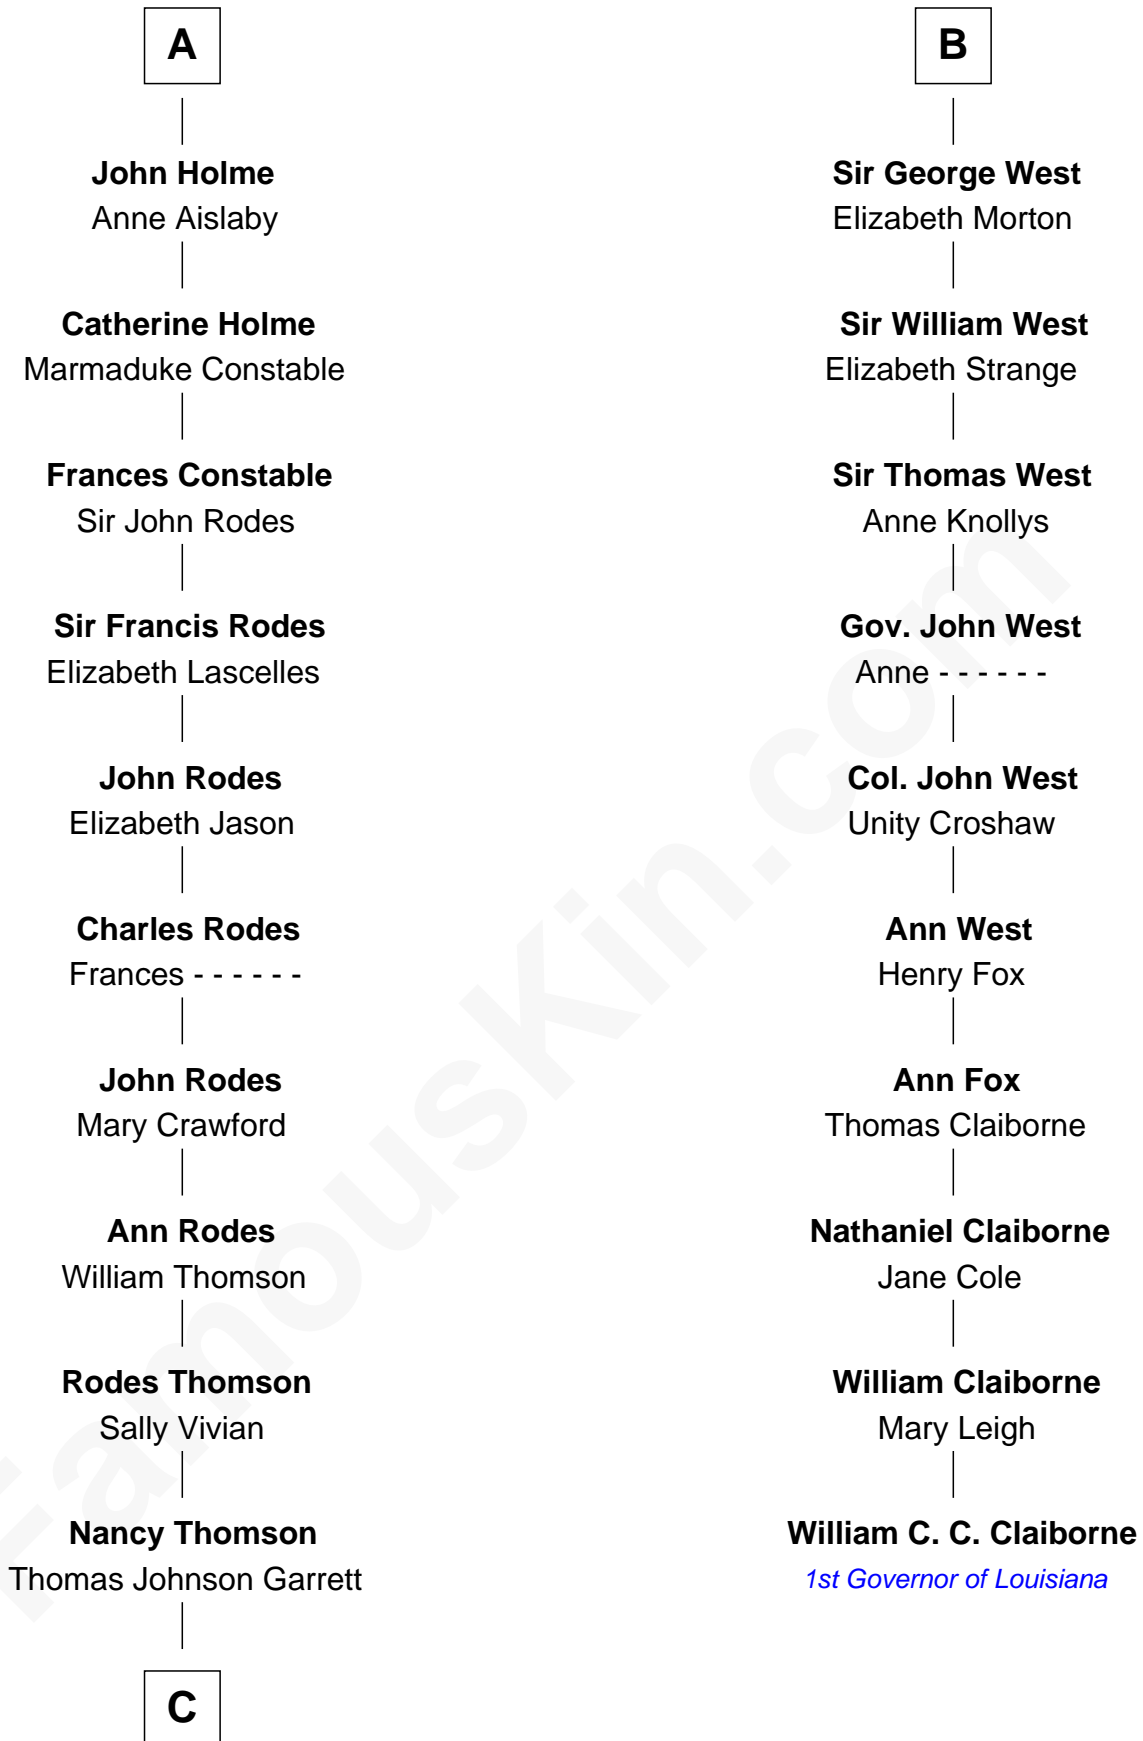 A
John Holme
Anne Aislaby
Catherine Holme
Marmaduke Constable
Frances Constable
Sir John Rodes
Sir Francis Rodes
Elizabeth Lascelles
John Rodes
Elizabeth Jason
Charles Rodes
Frances - - - - - -
John Rodes
Mary Crawford
Ann Rodes
William Thomson
Rodes Thomson
Sally Vivian
Nancy Thomson
Thomas Johnson Garrett
C
B
Sir George West
Elizabeth Morton
Sir William West
Elizabeth Strange
Sir Thomas West
Anne Knollys
Gov. John West
Anne - - - - - -
Col. John West
Unity Croshaw
Ann West
Henry Fox
Ann Fox
Thomas Claiborne
Nathaniel Claiborne
Jane Cole
William Claiborne
Mary Leigh
William C. C. Claiborne
1st Governor of Louisiana
FamousKin.com